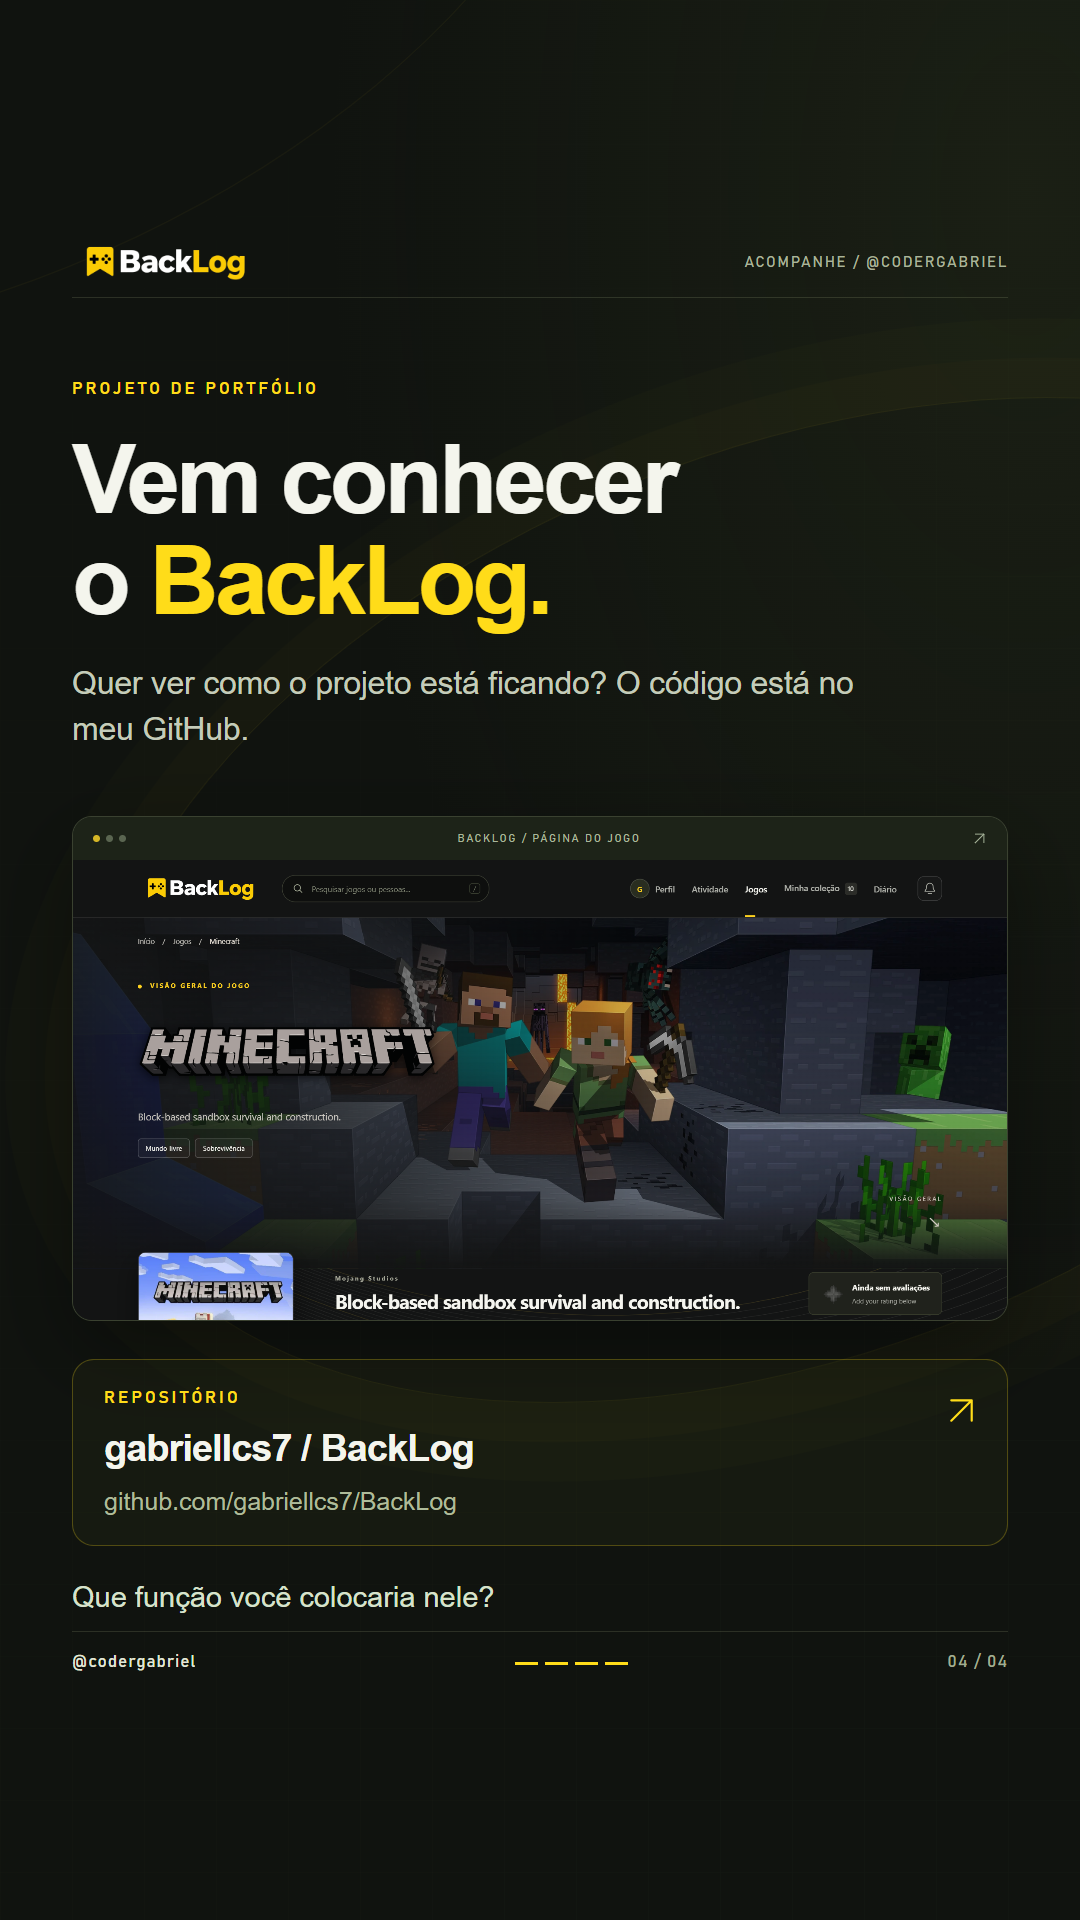 BackLog
ACOMPANHE / @CODERGABRIEL
PROJETO DE PORTFÓLIO
Vem conhecer
o BackLog.
Quer ver como o projeto está ficando? O código está no
meu GitHub.
BACKLOG / PÁGINA DO JOGO
BackLog
Pesquisar jogos ou pessoas...
/
G
Perfil
Atividade
Jogos
Minha coleção
10
Diário
Início / Jogos / Minecraft
VISÃO GERAL DO JOGO
MINECRAFT
Block-based sandbox survival and construction.
Mundo livre
Sobrevivência
VISÃO GERAL
MINECRAFT
Mojang Studios
Block-based sandbox survival and construction.
Ainda sem avaliações
Add your rating below
REPOSITÓRIO
gabriellcs7 / BackLog
github.com/gabriellcs7/BackLog
Que função você colocaria nele?
@codergabriel
04 / 04